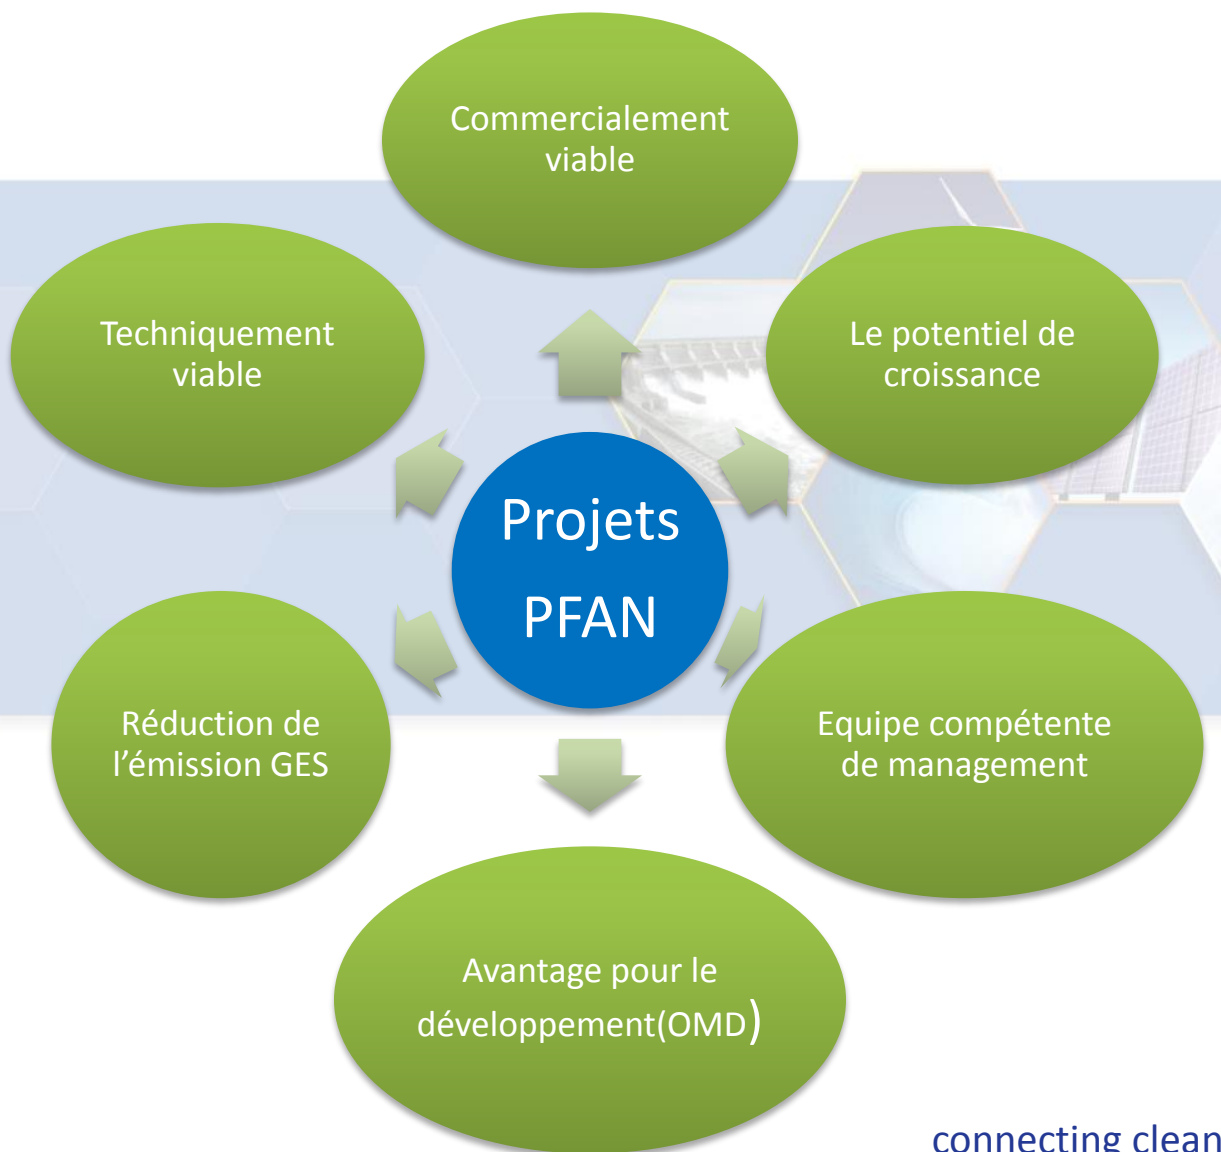 Commercialement
viable
Techniquement
viable
Le potentiel de
croissance
Projets
PFAN
Réduction de
l’émission GES
Equipe compétente
de management
Avantage pour le
développement(OMD)
connecting clean